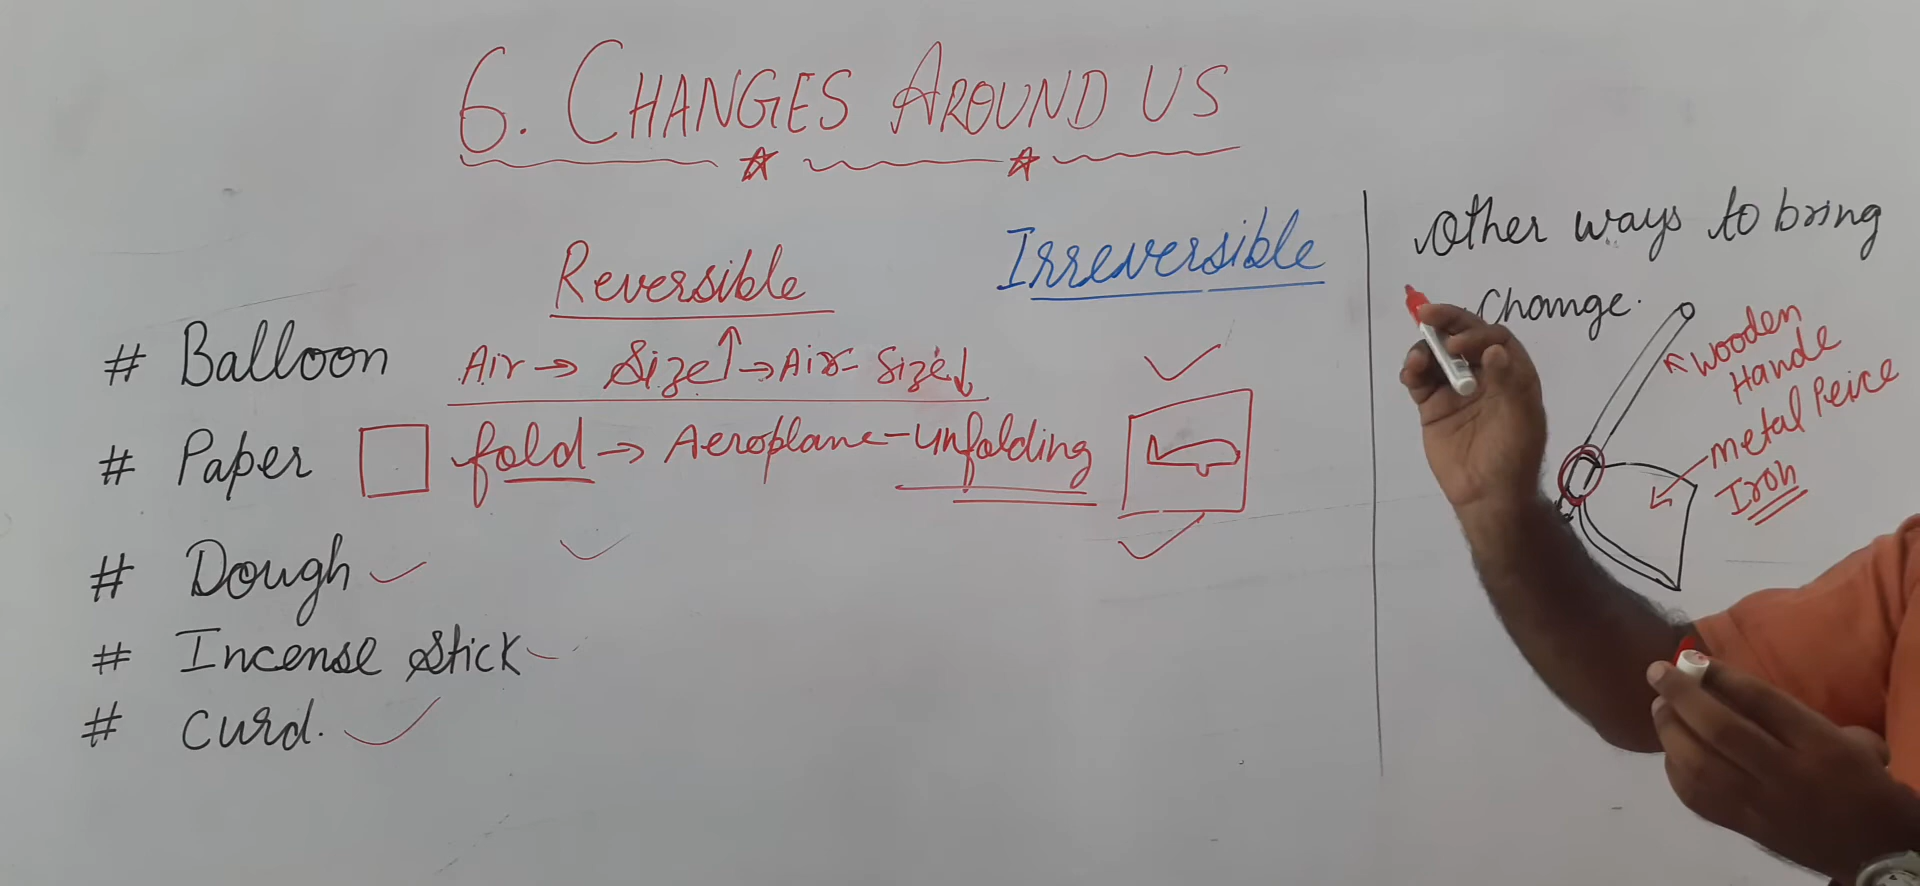 6. CHANGES AROUND US
Reversible
Irreversible
# Balloon Air → Size↑ → Air - Size↓
# Paper fold → Aeroplane - unfolding
# Dough
# Incense Stick
# Curd.
Other ways to bring
Change.
Wooden
Hande
metal Peice
Iron